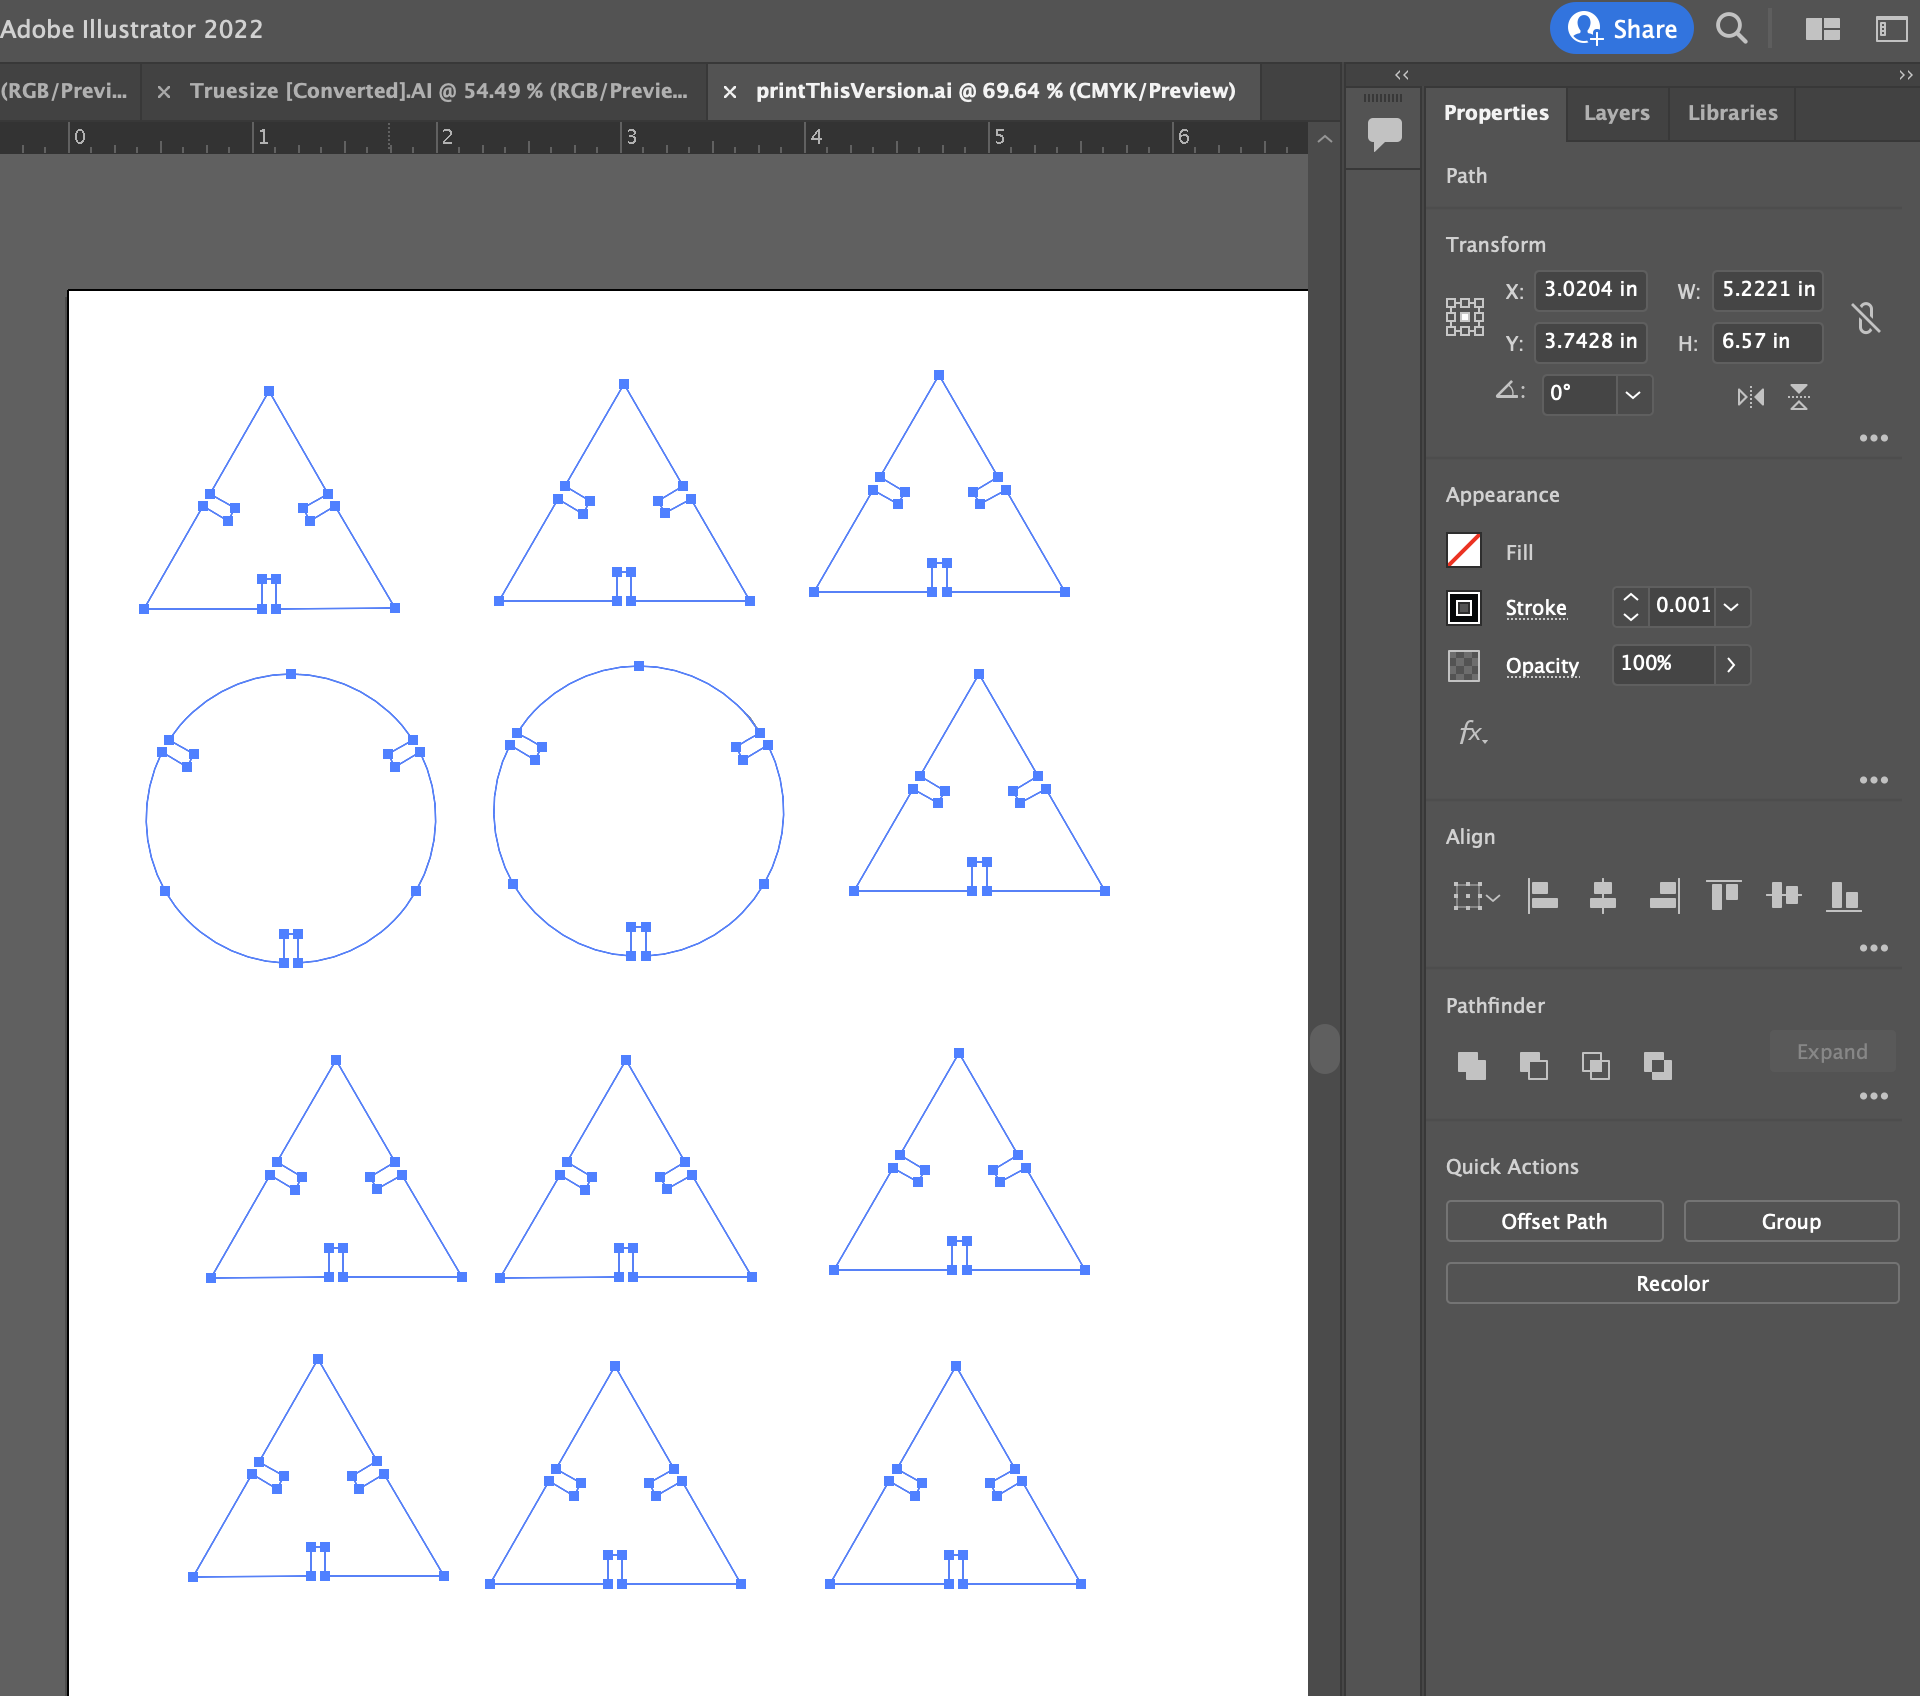 Adobe Illustrator 2022
Share
(RGB/Previ...
Truesize [Converted].AI @ 54.49 % (RGB/Previe...
printThisVersion.ai @ 69.64 % (CMYK/Preview)
0 1 2 3 4 5 6
Properties
Layers
Libraries
Path
Transform
X: 3.0204 in W: 5.2221 in
Y: 3.7428 in H: 6.57 in
0°
Appearance
Fill
Stroke 0.001
Opacity 100%
fx
Align
Pathfinder
Expand
Quick Actions
Offset Path
Group
Recolor